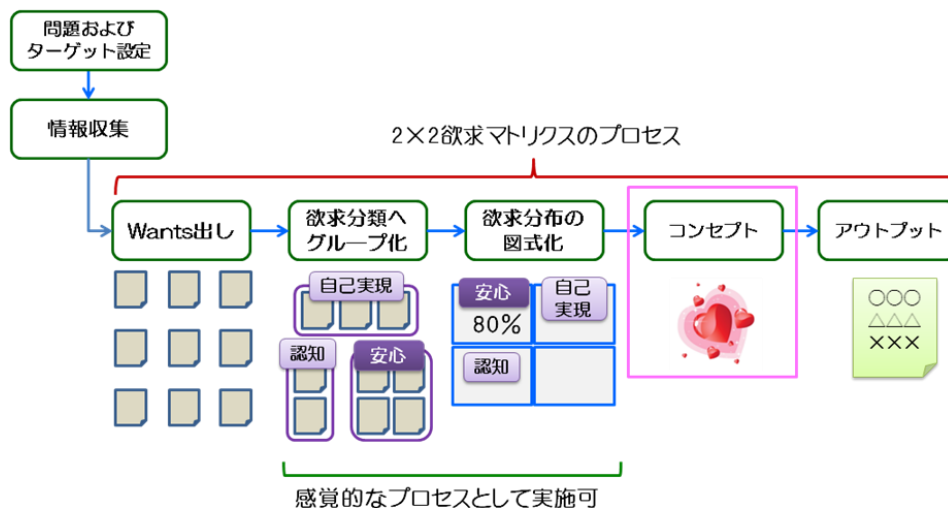 問題および
ターゲット設定
情報収集
2×2欲求マトリクスのプロセス
Wants出し
欲求分類へ
グループ化
欲求分布の
図式化
コンセプト
アウトプット
自己実現
認知
安心
安心
80%
自己
実現
認知
○○○
△△△
×××
感覚的なプロセスとして実施可